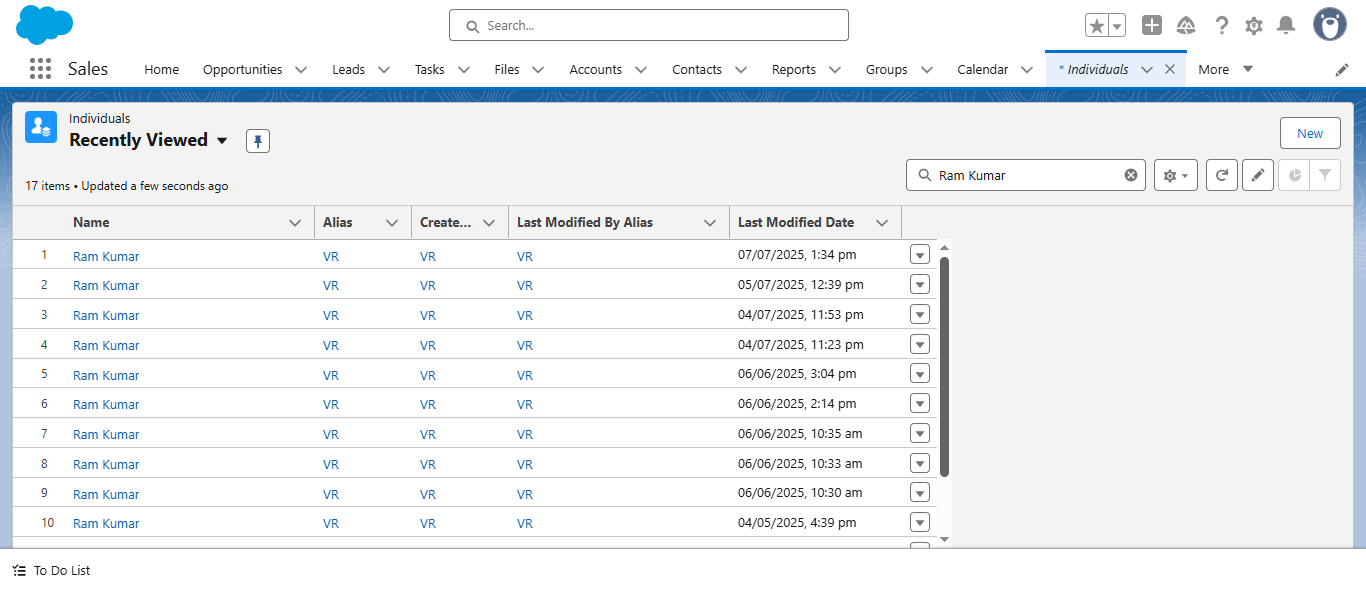 Search...
Sales
Home
Opportunities
Leads
Tasks
Files
Accounts
Contacts
Reports
Groups
Calendar
* Individuals
More
Individuals
Recently Viewed
New
17 items • Updated a few seconds ago
Ram Kumar
Name Alias Create... Last Modified By Alias Last Modified Date
1 Ram Kumar VR VR VR 07/07/2025, 1:34 pm
2 Ram Kumar VR VR VR 05/07/2025, 12:39 pm
3 Ram Kumar VR VR VR 04/07/2025, 11:53 pm
4 Ram Kumar VR VR VR 04/07/2025, 11:23 pm
5 Ram Kumar VR VR VR 06/06/2025, 3:04 pm
6 Ram Kumar VR VR VR 06/06/2025, 2:14 pm
7 Ram Kumar VR VR VR 06/06/2025, 10:35 am
8 Ram Kumar VR VR VR 06/06/2025, 10:33 am
9 Ram Kumar VR VR VR 06/06/2025, 10:30 am
10 Ram Kumar VR VR VR 04/05/2025, 4:39 pm
To Do List